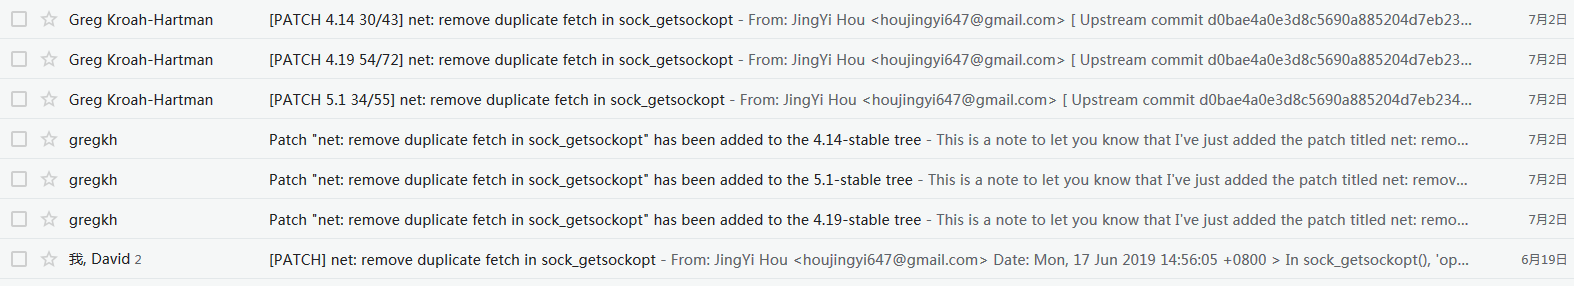 Greg Kroah-Hartman [PATCH 4.14 30/43] net: remove duplicate fetch in sock_getsockopt - From: JingYi Hou <houjingyi647@gmail.com> [ Upstream commit d0bae4a0e3d8c5690a885204d7eb23... 7月2日
Greg Kroah-Hartman [PATCH 4.19 54/72] net: remove duplicate fetch in sock_getsockopt - From: JingYi Hou <houjingyi647@gmail.com> [ Upstream commit d0bae4a0e3d8c5690a885204d7eb23... 7月2日
Greg Kroah-Hartman [PATCH 5.1 34/55] net: remove duplicate fetch in sock_getsockopt - From: JingYi Hou <houjingyi647@gmail.com> [ Upstream commit d0bae4a0e3d8c5690a885204d7eb234... 7月2日
gregkh Patch "net: remove duplicate fetch in sock_getsockopt" has been added to the 4.14-stable tree - This is a note to let you know that I've just added the patch titled net: remo... 7月2日
gregkh Patch "net: remove duplicate fetch in sock_getsockopt" has been added to the 5.1-stable tree - This is a note to let you know that I've just added the patch titled net: remov... 7月2日
gregkh Patch "net: remove duplicate fetch in sock_getsockopt" has been added to the 4.19-stable tree - This is a note to let you know that I've just added the patch titled net: remo... 7月2日
我, David 2 [PATCH] net: remove duplicate fetch in sock_getsockopt - From: JingYi Hou <houjingyi647@gmail.com> Date: Mon, 17 Jun 2019 14:56:05 +0800 > In sock_getsockopt(), 'op... 6月19日